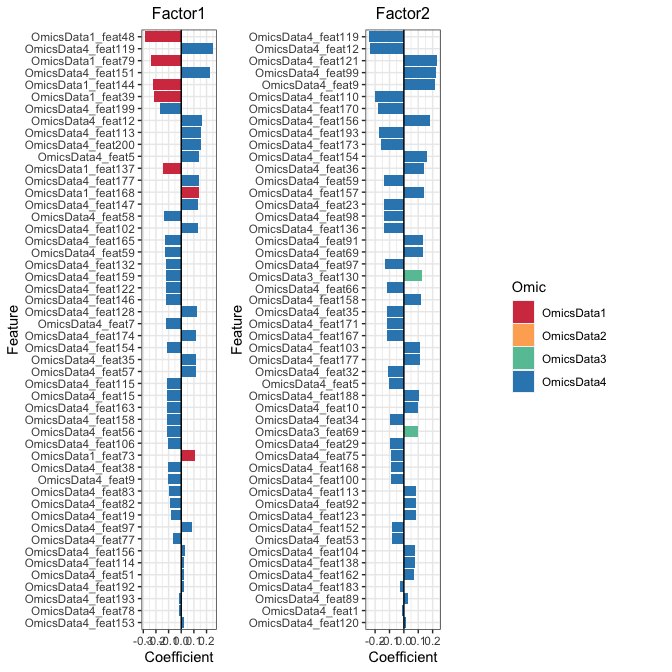 Factor1
Feature
OmicsData1_feat48
OmicsData4_feat119
OmicsData1_feat79
OmicsData4_feat151
OmicsData1_feat144
OmicsData1_feat39
OmicsData4_feat199
OmicsData4_feat12
OmicsData4_feat113
OmicsData4_feat200
OmicsData4_feat5
OmicsData1_feat137
OmicsData4_feat177
OmicsData1_feat168
OmicsData4_feat147
OmicsData4_feat58
OmicsData4_feat102
OmicsData4_feat165
OmicsData4_feat59
OmicsData4_feat132
OmicsData4_feat159
OmicsData4_feat122
OmicsData4_feat146
OmicsData4_feat128
OmicsData4_feat7
OmicsData4_feat174
OmicsData4_feat154
OmicsData4_feat35
OmicsData4_feat57
OmicsData4_feat115
OmicsData4_feat15
OmicsData4_feat163
OmicsData4_feat158
OmicsData4_feat56
OmicsData4_feat106
OmicsData1_feat73
OmicsData4_feat38
OmicsData4_feat9
OmicsData4_feat83
OmicsData4_feat82
OmicsData4_feat19
OmicsData4_feat97
OmicsData4_feat77
OmicsData4_feat156
OmicsData4_feat114
OmicsData4_feat51
OmicsData4_feat192
OmicsData4_feat193
OmicsData4_feat78
OmicsData4_feat153
-0.3 -0.2 -0.1 0.0 0.1 0.2
Coefficient
Factor2
Feature
OmicsData4_feat119
OmicsData4_feat12
OmicsData4_feat121
OmicsData4_feat99
OmicsData4_feat9
OmicsData4_feat110
OmicsData4_feat170
OmicsData4_feat156
OmicsData4_feat193
OmicsData4_feat173
OmicsData4_feat154
OmicsData4_feat36
OmicsData4_feat59
OmicsData4_feat157
OmicsData4_feat23
OmicsData4_feat98
OmicsData4_feat136
OmicsData4_feat91
OmicsData4_feat69
OmicsData4_feat97
OmicsData3_feat130
OmicsData4_feat66
OmicsData4_feat158
OmicsData4_feat35
OmicsData4_feat171
OmicsData4_feat167
OmicsData4_feat103
OmicsData4_feat177
OmicsData4_feat32
OmicsData4_feat5
OmicsData4_feat188
OmicsData4_feat10
OmicsData4_feat34
OmicsData3_feat69
OmicsData4_feat29
OmicsData4_feat75
OmicsData4_feat168
OmicsData4_feat100
OmicsData4_feat113
OmicsData4_feat92
OmicsData4_feat123
OmicsData4_feat152
OmicsData4_feat53
OmicsData4_feat104
OmicsData4_feat138
OmicsData4_feat162
OmicsData4_feat183
OmicsData4_feat89
OmicsData4_feat1
OmicsData4_feat120
-0.2 -0.1 0.0 0.1 0.2
Coefficient
Omic
OmicsData1
OmicsData2
OmicsData3
OmicsData4